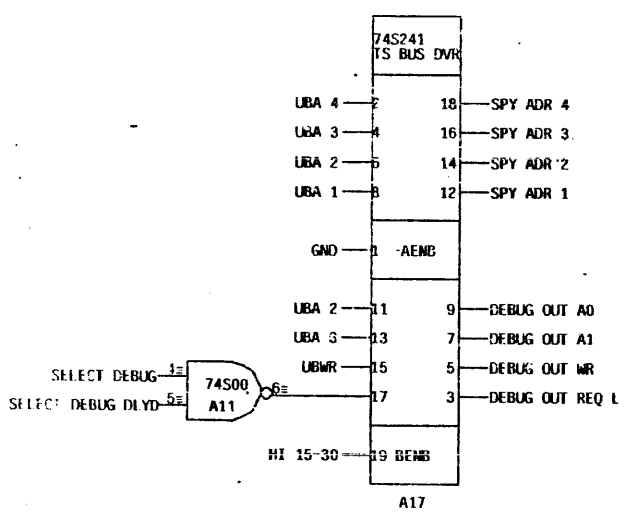 74S241
TS BUS DVR
UBA 4 2 18 SPY ADR 4
UBA 3 4 16 SPY ADR 3
UBA 2 6 14 SPY ADR 2
UBA 1 8 12 SPY ADR 1
GND 1 -AENB
UBA 2 11 9 DEBUG OUT A0
UBA 3 13 7 DEBUG OUT A1
UBWR 15 5 DEBUG OUT WR
17 3 DEBUG OUT REQ L
SELECT DEBUG
SELECT DEBUG DLYD 5
74S00
A11
6
HI 15-30 19 BENB
A17